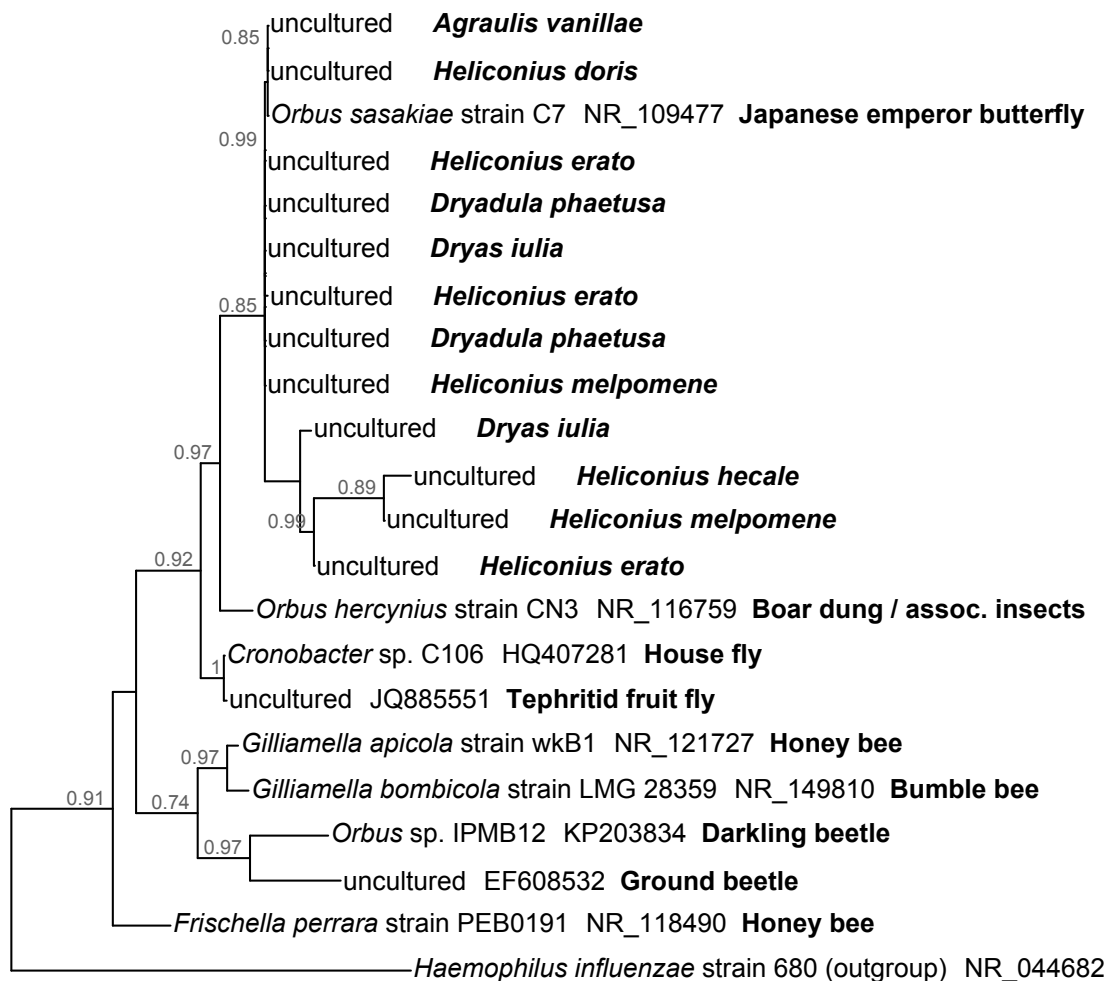 0.85
uncultured Agraulis vanillae
uncultured Heliconius doris
Orbus sasakiae strain C7 NR_109477 Japanese emperor butterfly
0.99
uncultured Heliconius erato
uncultured Dryadula phaetusa
uncultured Dryas iulia
uncultured Heliconius erato
0.85
uncultured Dryadula phaetusa
uncultured Heliconius melpomene
uncultured Dryas iulia
0.97
uncultured Heliconius hecale
0.89
uncultured Heliconius melpomene
0.99
uncultured Heliconius erato
0.92
Orbus hercynius strain CN3 NR_116759 Boar dung / assoc. insects
Cronobacter sp. C106 HQ407281 House fly
1
uncultured JQ885551 Tephritid fruit fly
Gilliamella apicola strain wkB1 NR_121727 Honey bee
0.97
Gilliamella bombicola strain LMG 28359 NR_149810 Bumble bee
0.91
0.74
Orbus sp. IPMB12 KP203834 Darkling beetle
0.97
uncultured EF608532 Ground beetle
Frischella perrara strain PEB0191 NR_118490 Honey bee
Haemophilus influenzae strain 680 (outgroup) NR_044682